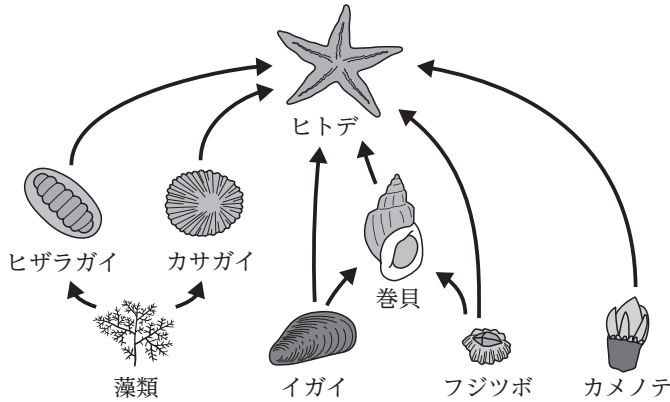 ヒトデ
ヒザラガイ
カサガイ
巻貝
藻類
イガイ
フジツボ
カメノテ